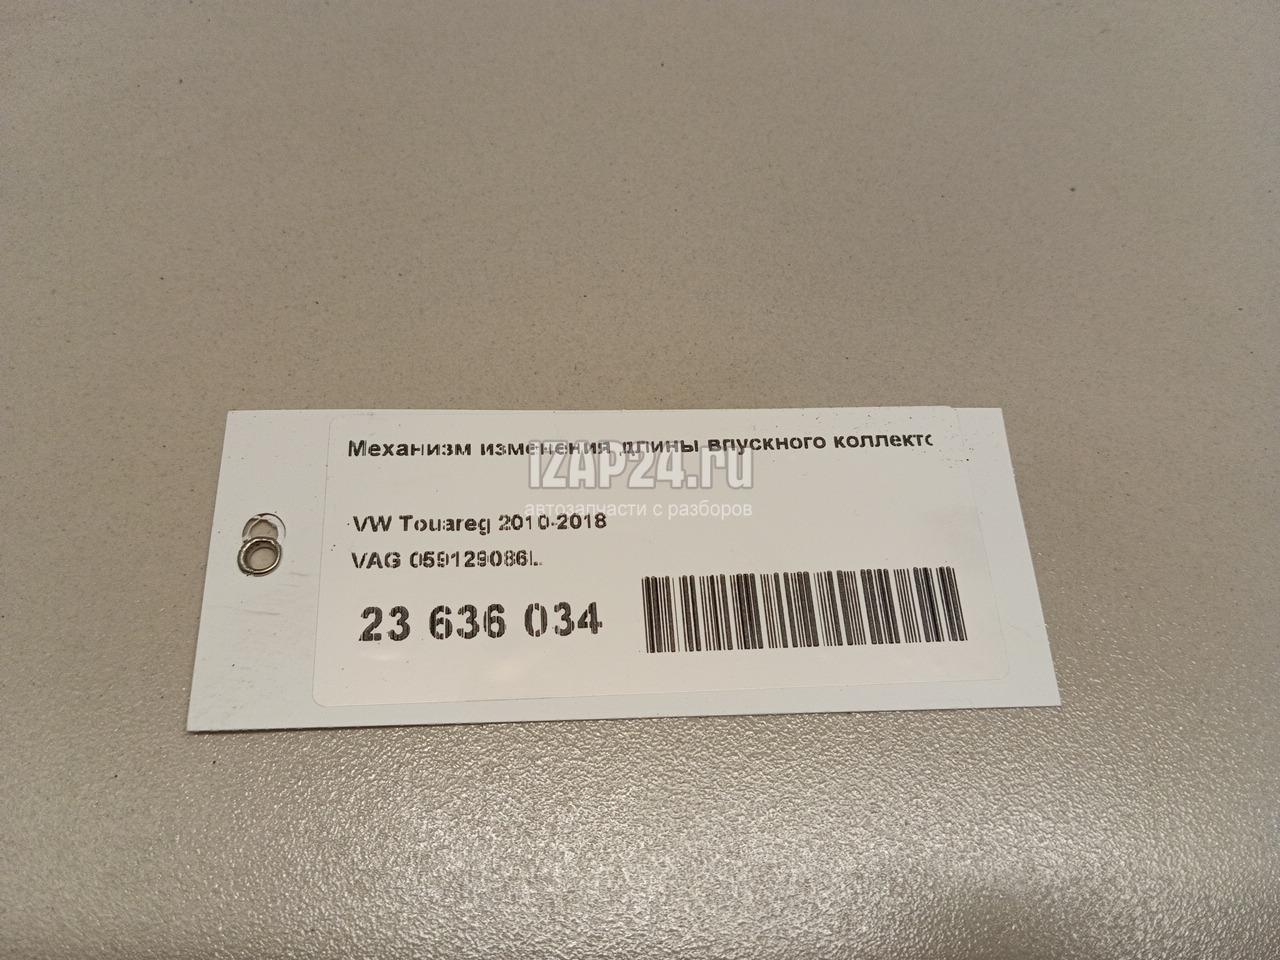 Механизм изменения длины впускного коллекто
IZAP24.ru
автозапчасти с разборов
VW Touareg 2010-2018
VAG 059129086L
23 636 034